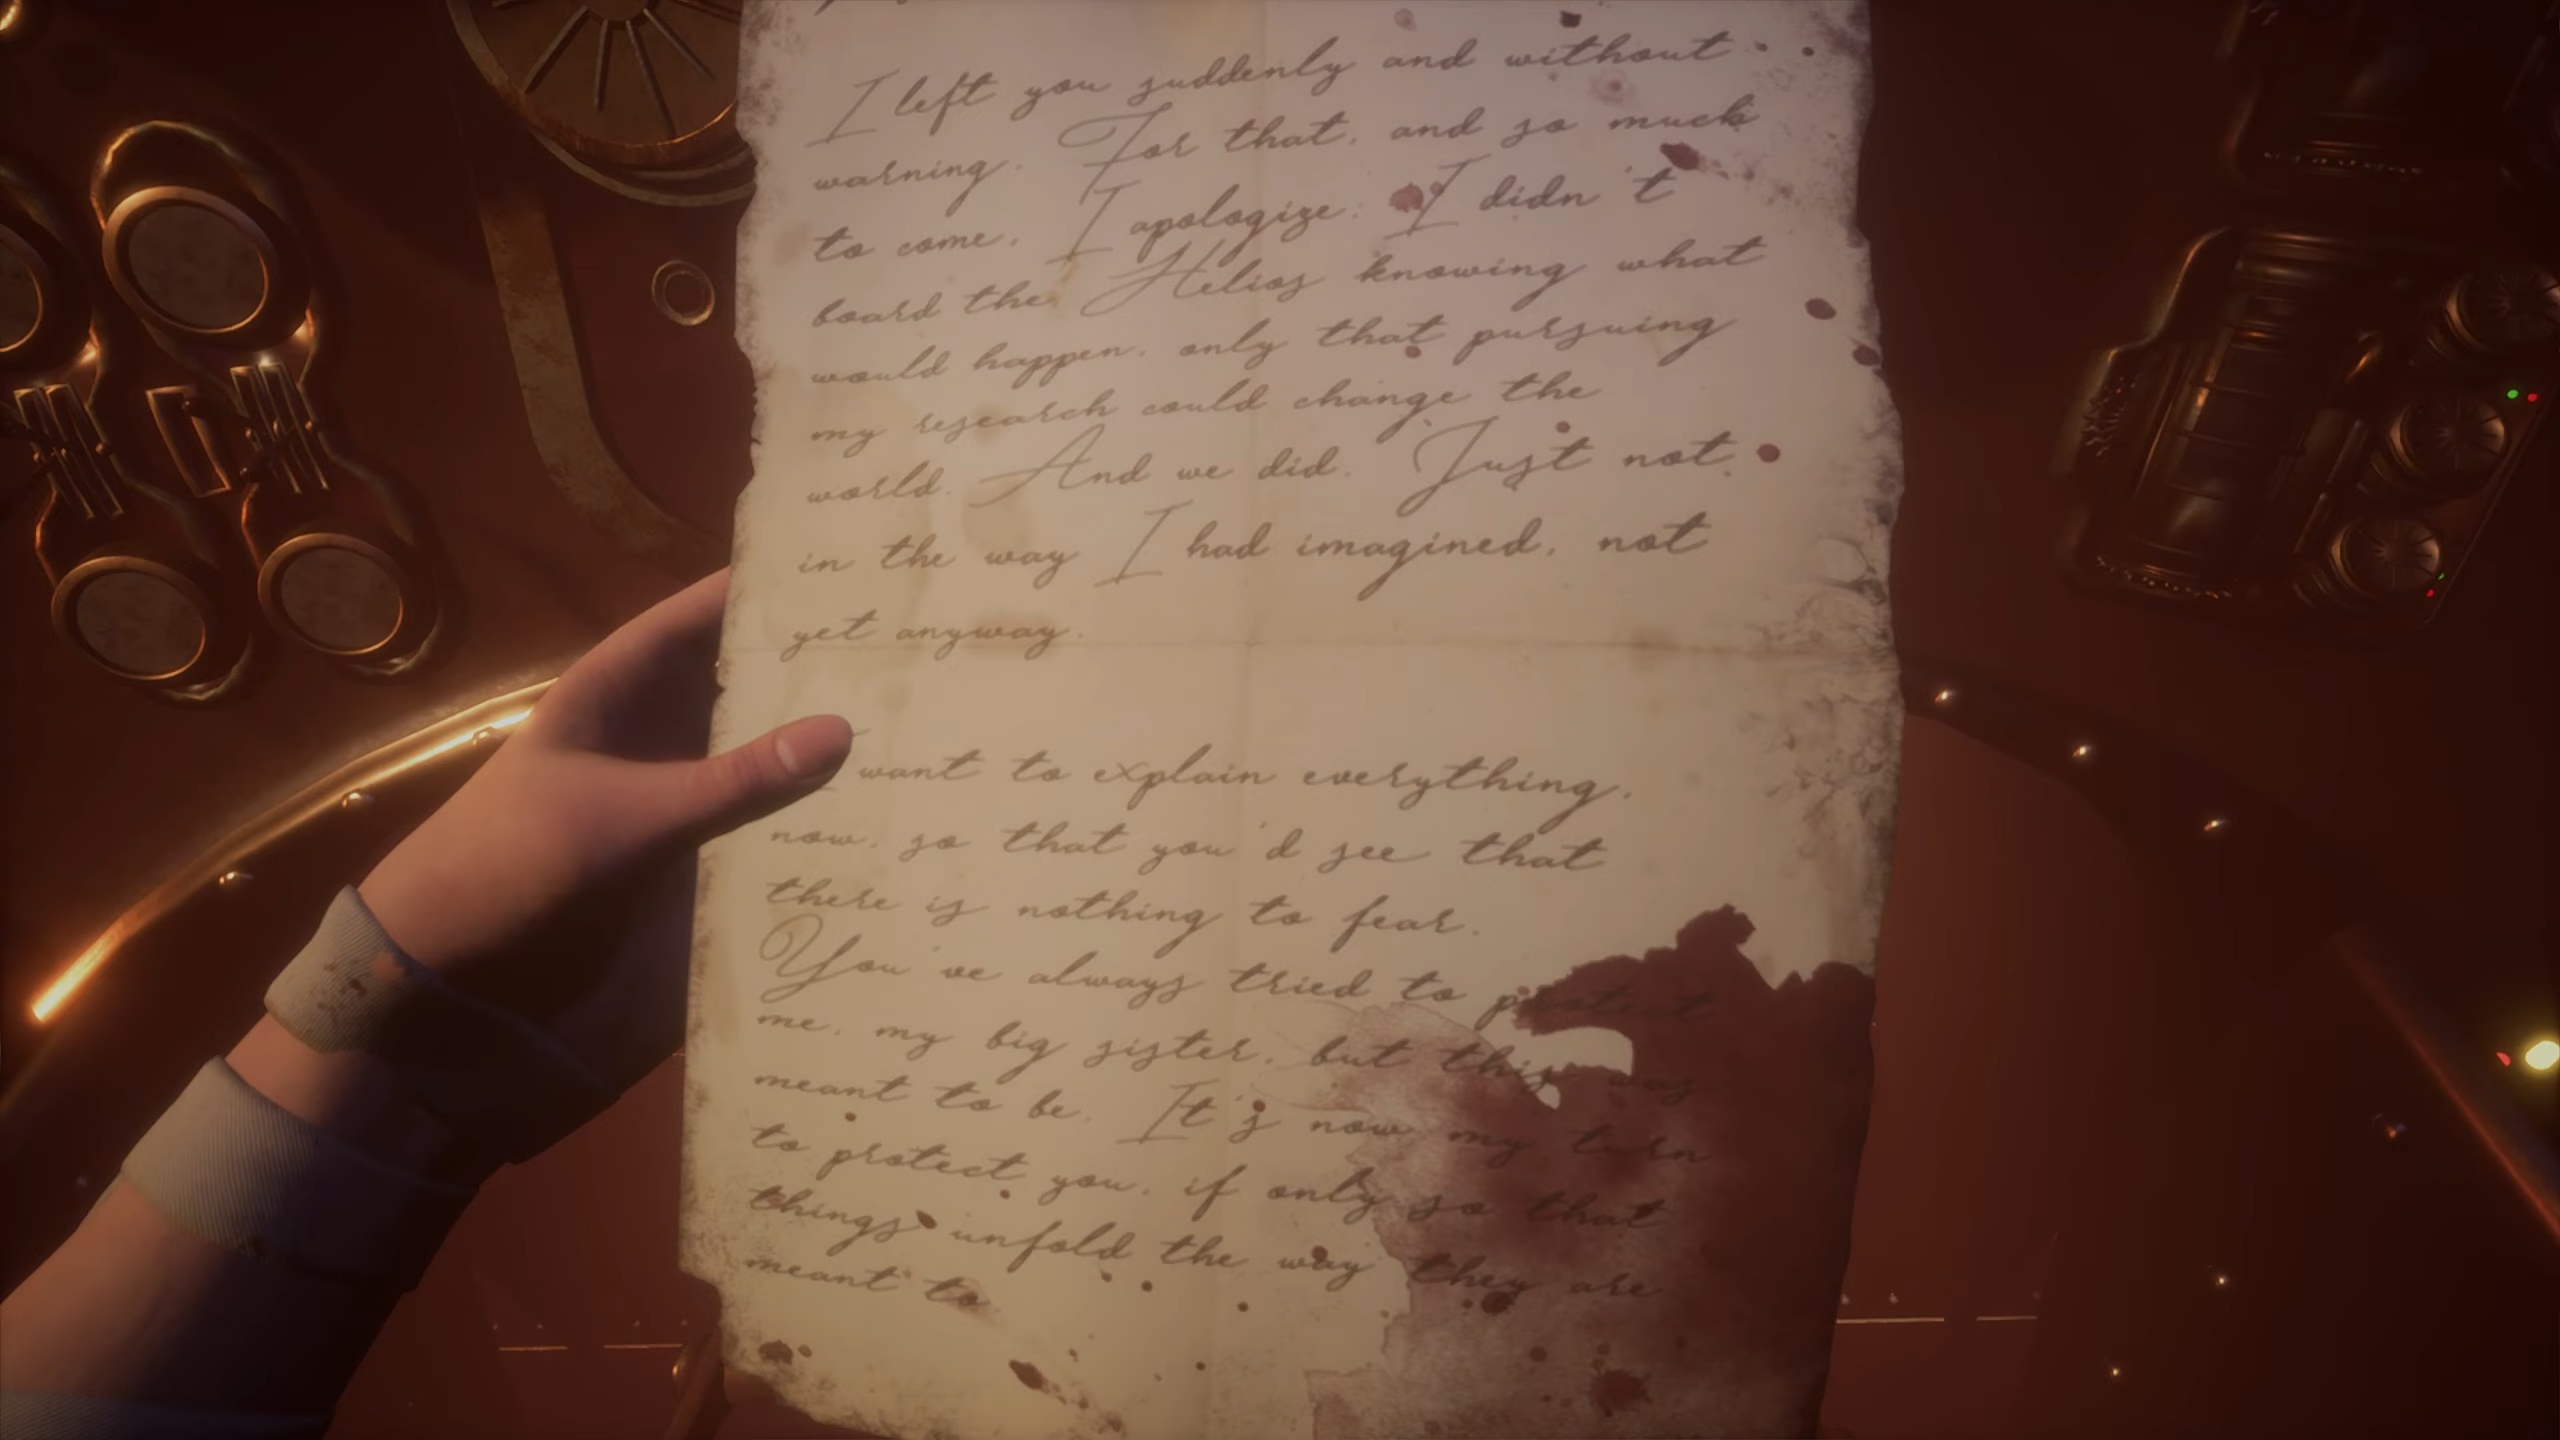 I left you suddenly and without
warning. For that, and so much
to come, I apologize. I didn't
board the Helios knowing what
would happen, only that pursuing
my research could change the
world. And we did. Just not,
in the way I had imagined, not
yet anyway.
want to explain everything,
now, so that you'd see that
there is nothing to fear.
You've always tried to protect
me, my big sister, but this was
meant to be. It's now my turn
to protect you, if only so that
things unfold the way they are
meant to